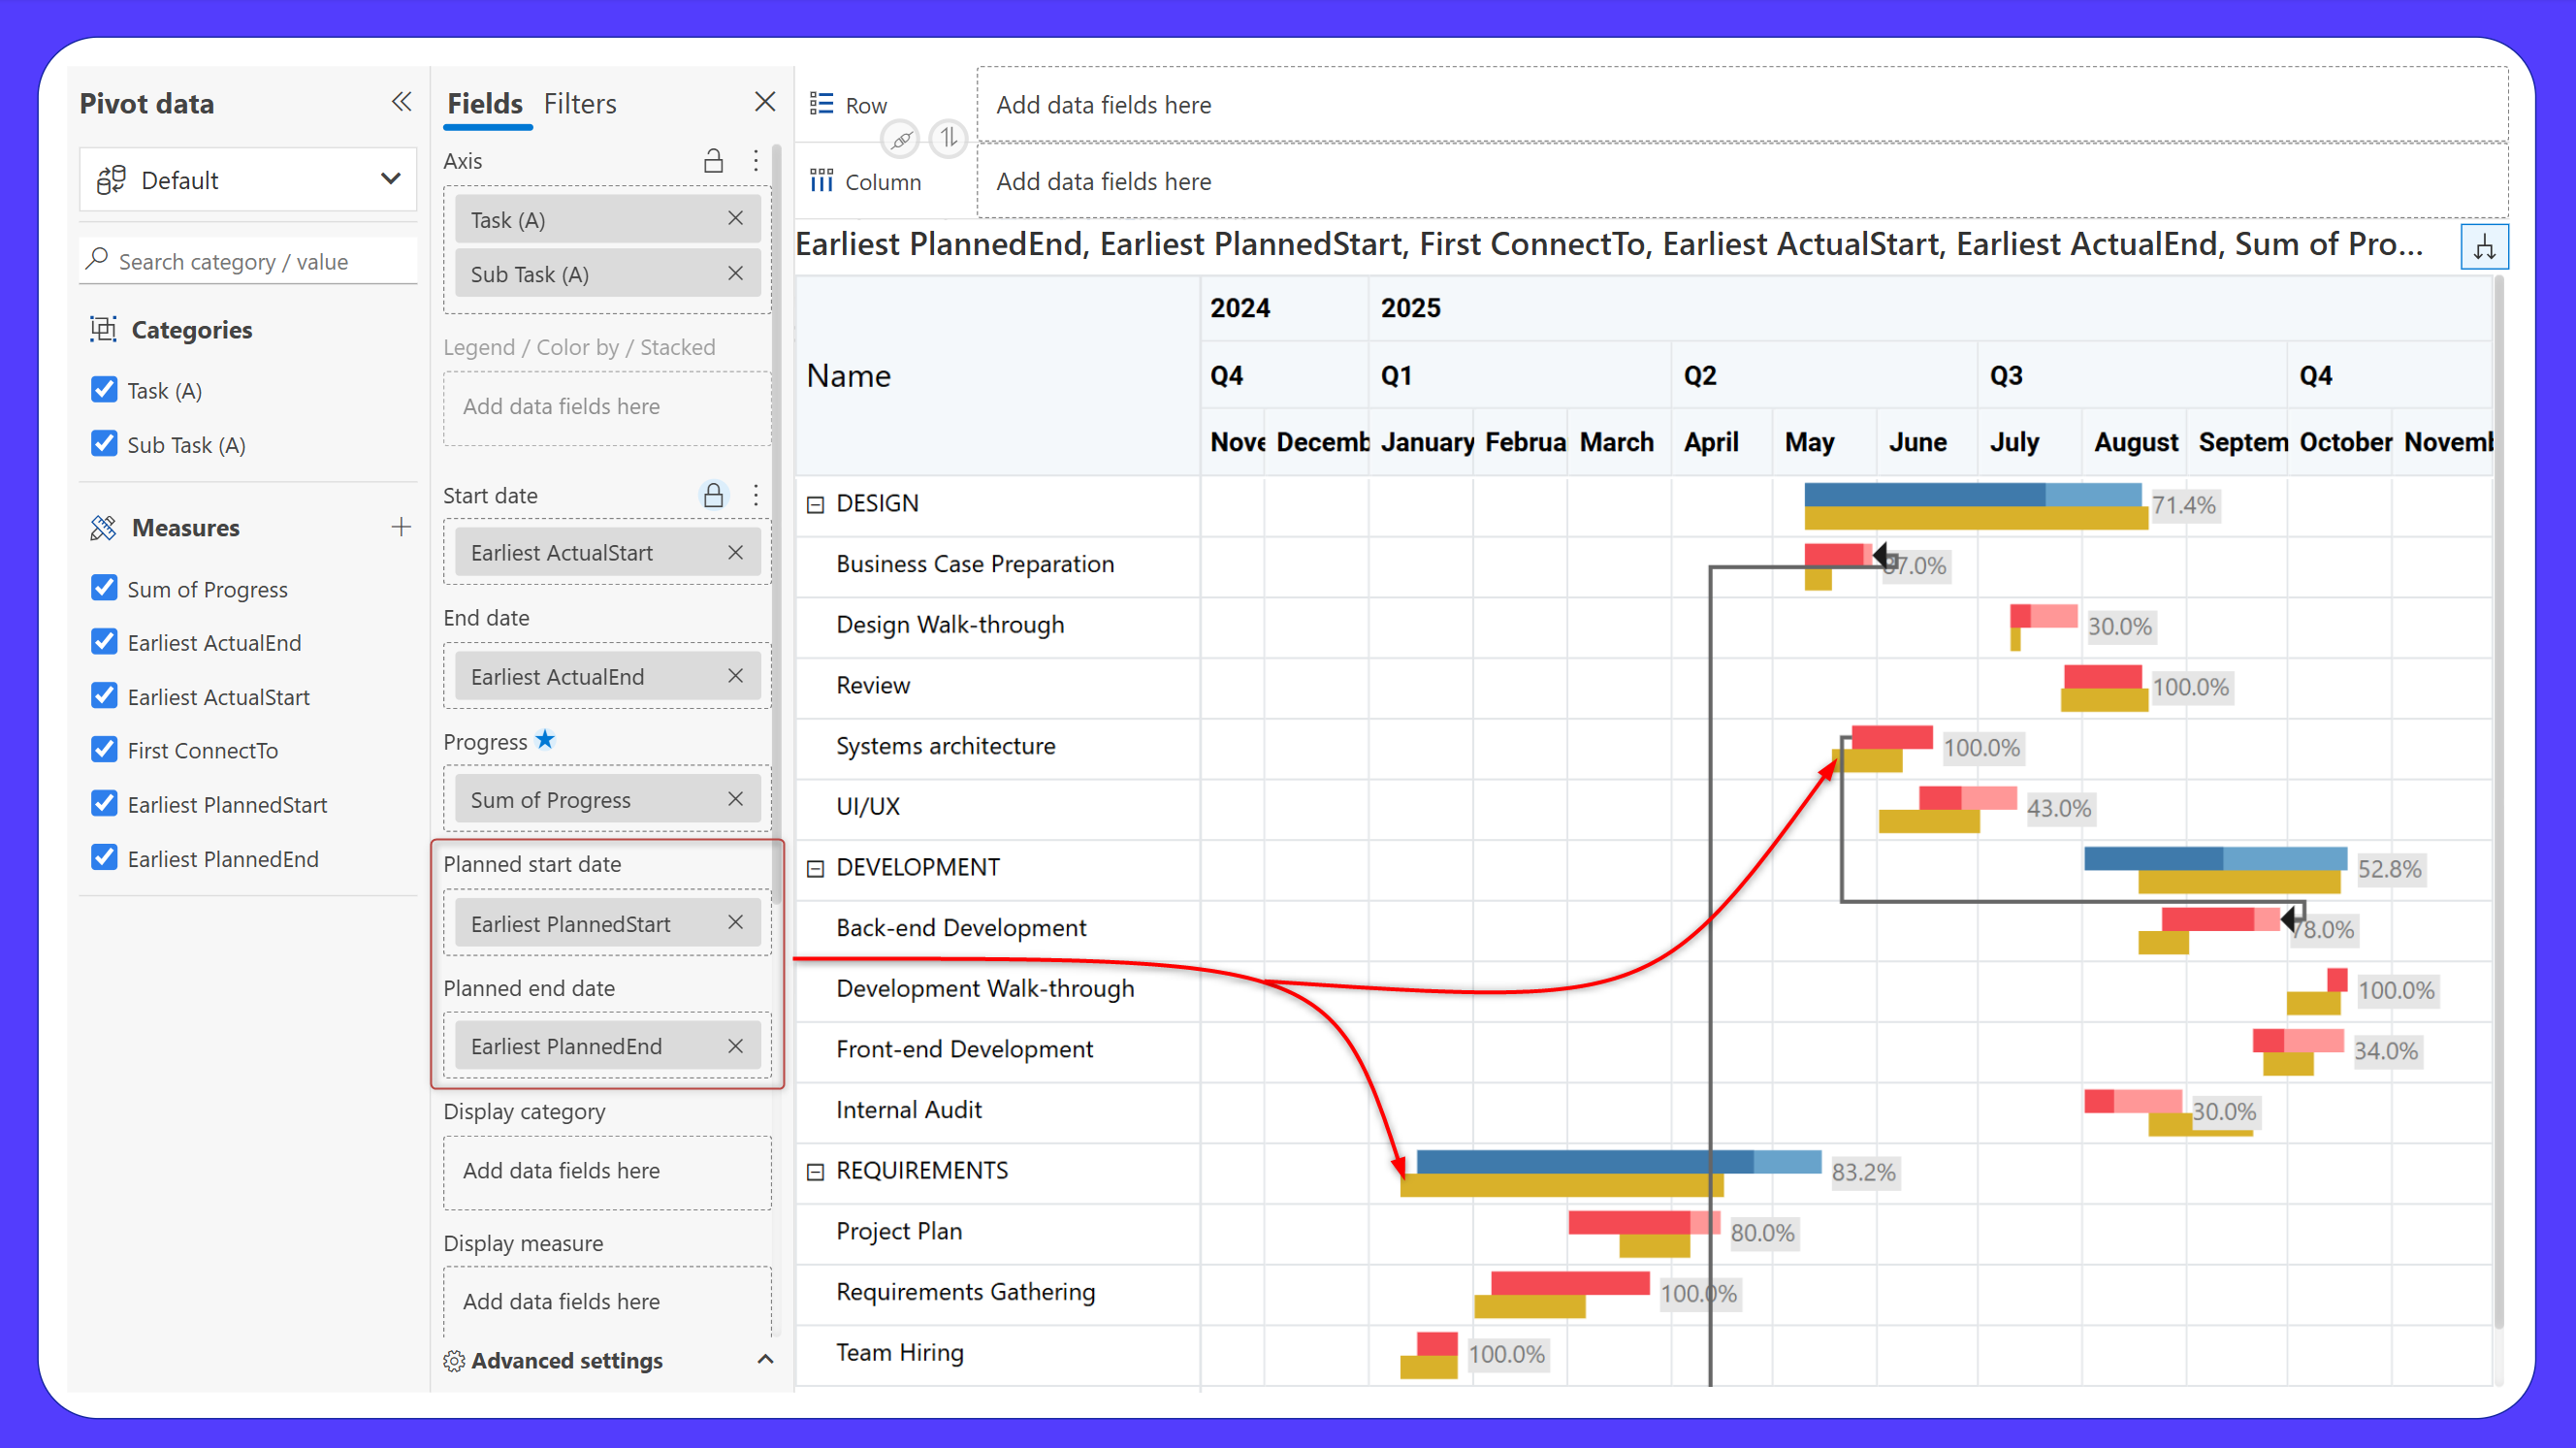 Pivot data
Default
Search category / value
Categories
Task (A)
Sub Task (A)
Measures
Sum of Progress
Earliest ActualEnd
Earliest ActualStart
First ConnectTo
Earliest PlannedStart
Earliest PlannedEnd
Fields Filters
Axis
Task (A)
Sub Task (A)
Legend / Color by / Stacked
Add data fields here
Start date
Earliest ActualStart
End date
Earliest ActualEnd
Progress
Sum of Progress
Planned start date
Earliest PlannedStart
Planned end date
Earliest PlannedEnd
Display category
Add data fields here
Display measure
Add data fields here
Advanced settings
Row Add data fields here
Column Add data fields here
Earliest PlannedEnd, Earliest PlannedStart, First ConnectTo, Earliest ActualStart, Earliest ActualEnd, Sum of Pro...
2024 2025
Name Q4 Q1 Q2 Q3 Q4
Nove Decemb January Februa March April May June July August Septem October Novemb
DESIGN 71.4%
Business Case Preparation 7.0%
Design Walk-through 30.0%
Review 100.0%
Systems architecture 100.0%
UI/UX 43.0%
DEVELOPMENT 52.8%
Back-end Development 78.0%
Development Walk-through 100.0%
Front-end Development 34.0%
Internal Audit 30.0%
REQUIREMENTS 83.2%
Project Plan 80.0%
Requirements Gathering 100.0%
Team Hiring 100.0%